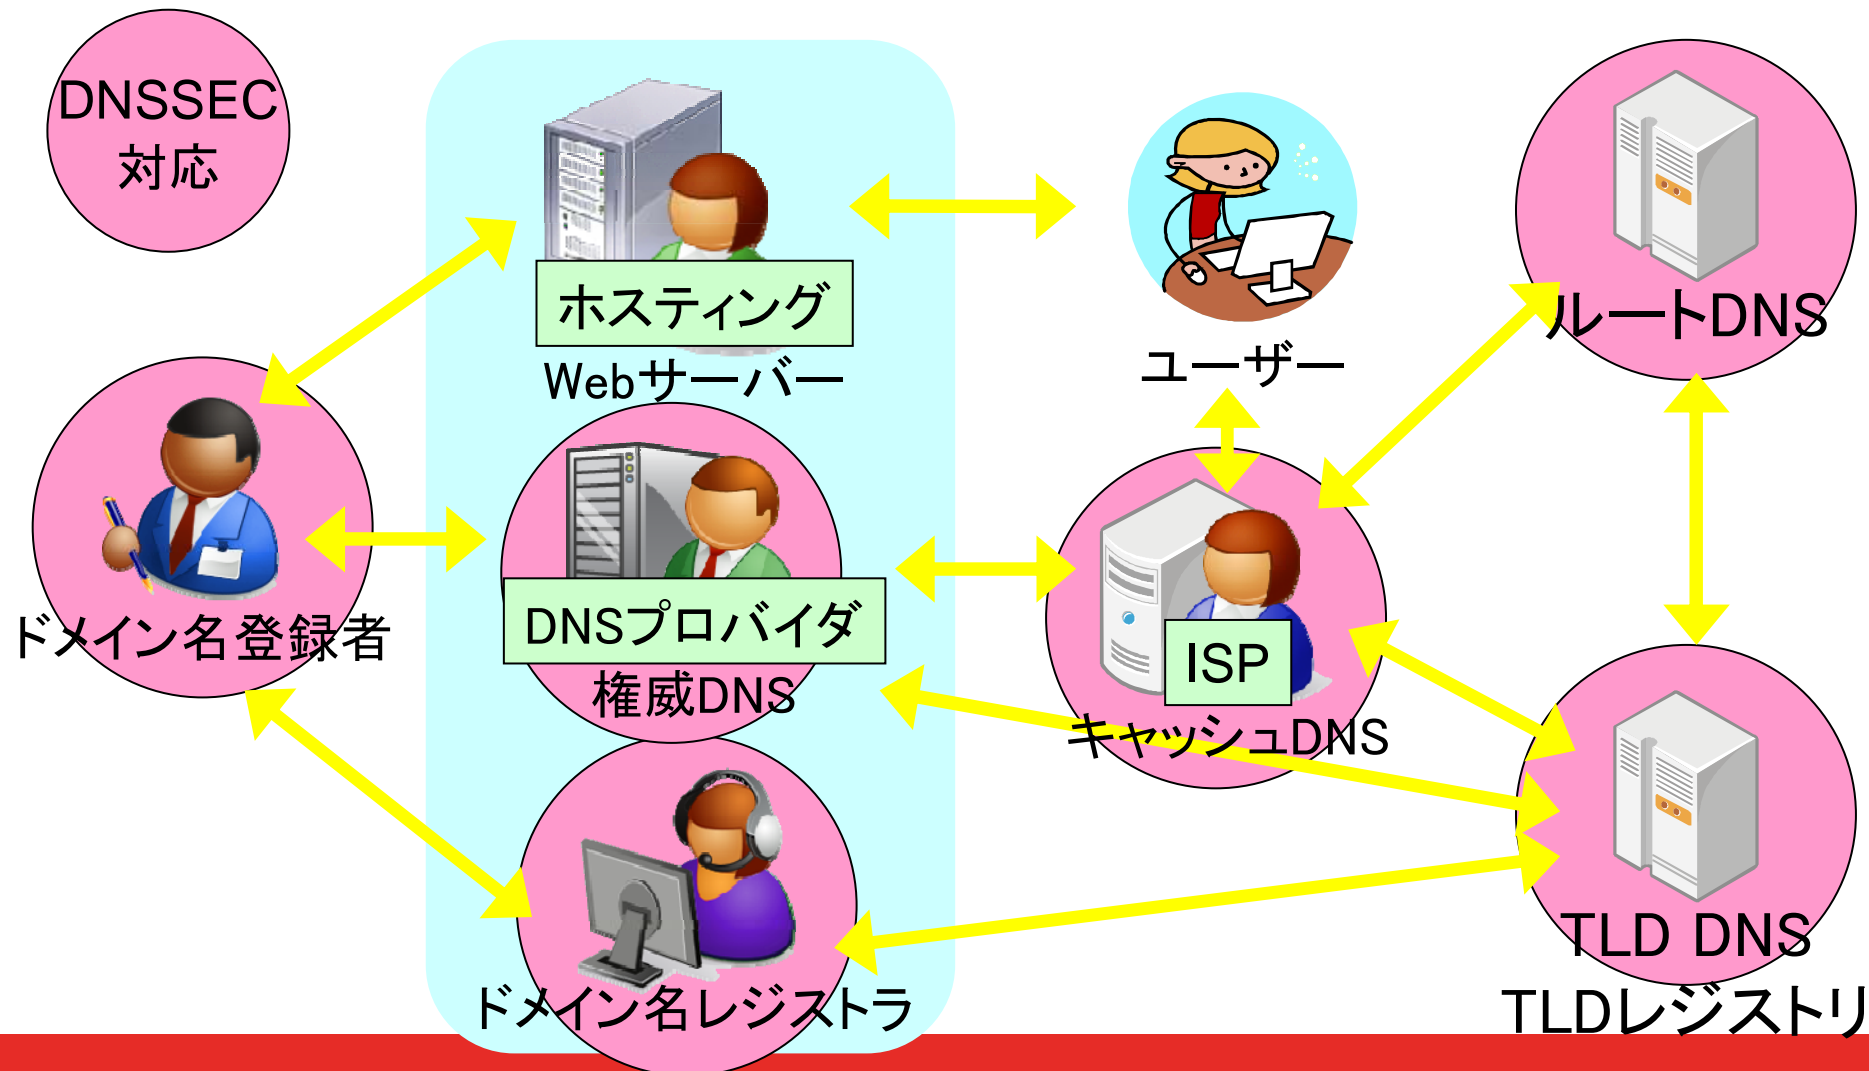 DNSSEC
対応
ホスティング
Webサーバー
ユーザー
ルートDNS
ドメイン名登録者
DNSプロバイダ
権威DNS
ISP
キャッシュDNS
ドメイン名レジストラ
TLD DNS
TLDレジストリ